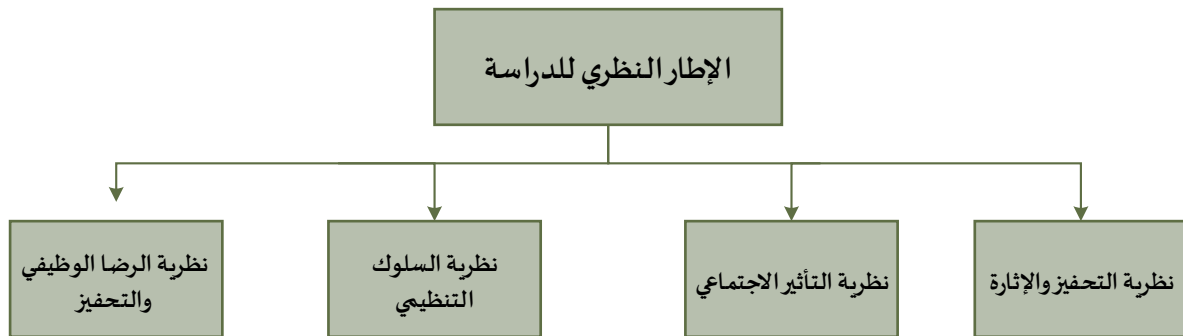 الإطار النظري للدراسة
نظرية التحفيز والإثارة
نظرية التأثير الاجتماعي
نظرية السلوك
التنظيمي
نظرية الرضا الوظيفي
والتحفيز